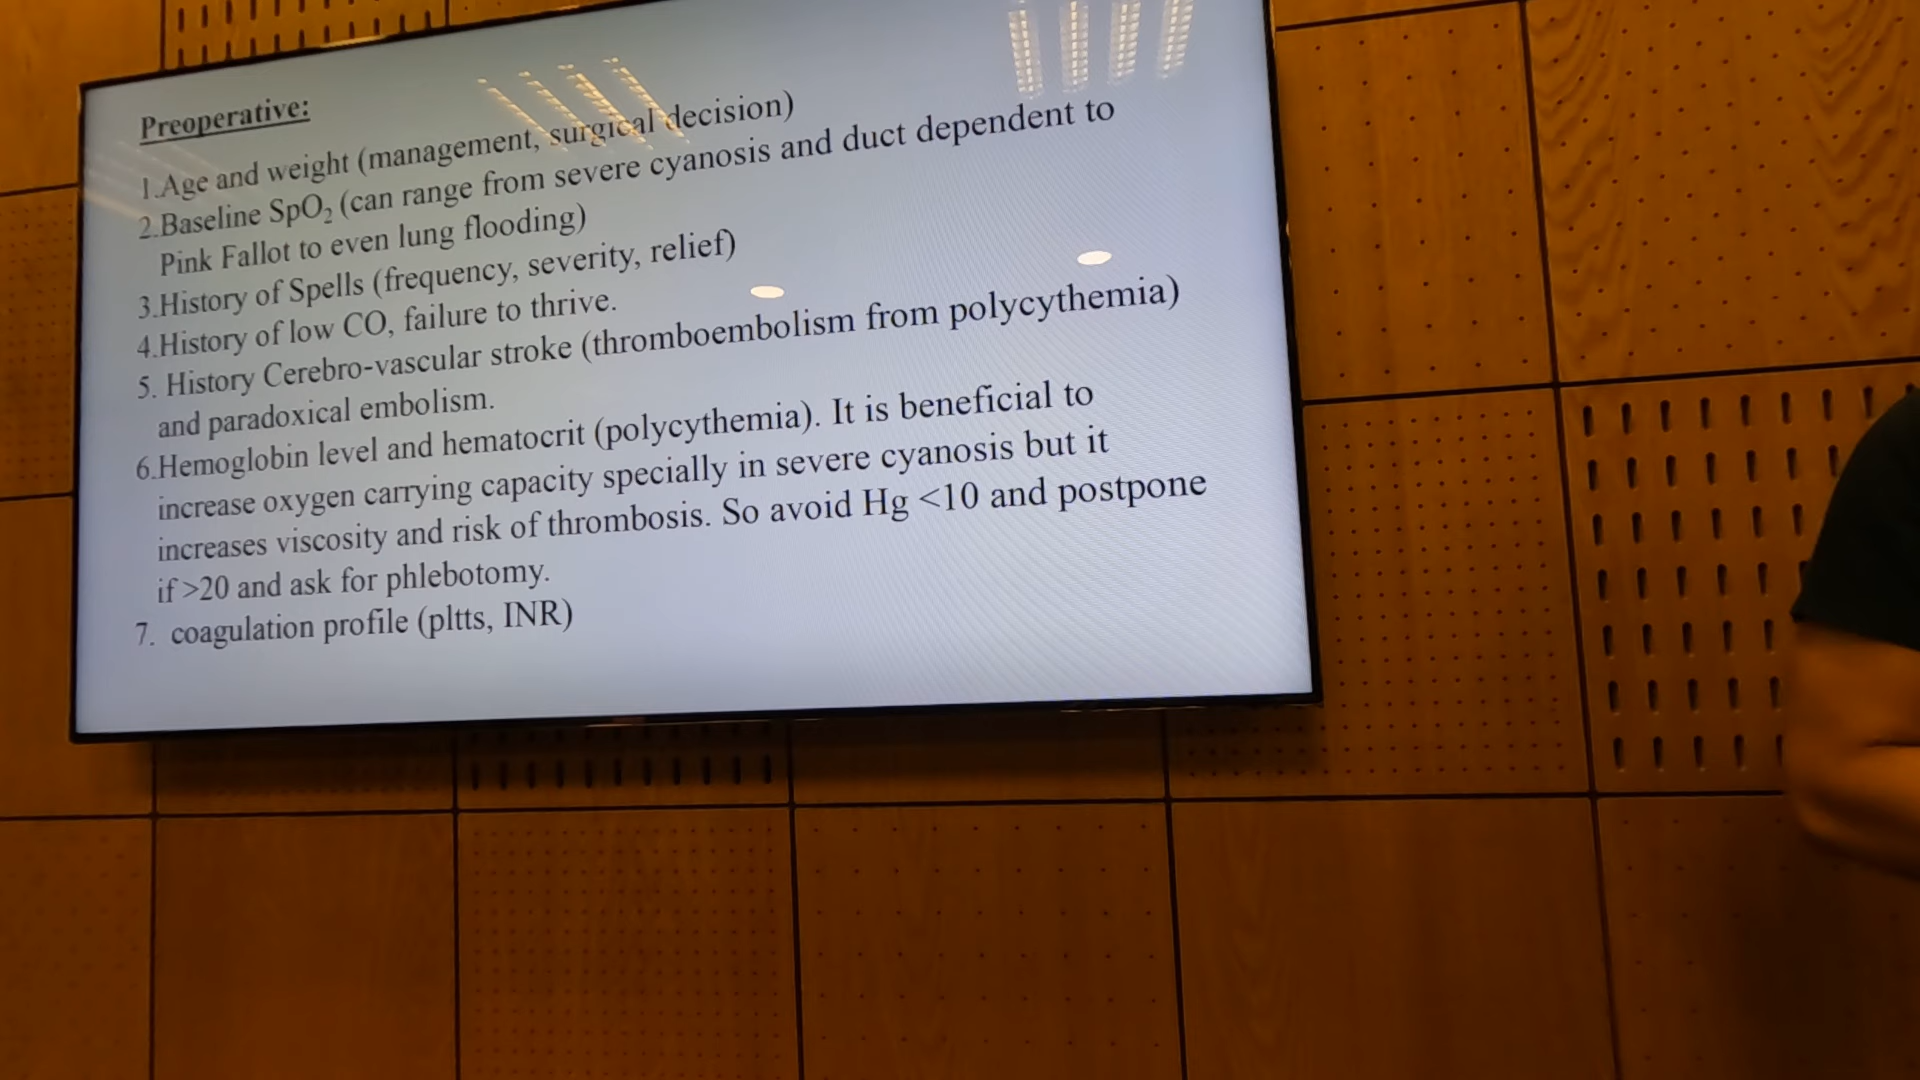 Preoperative:
1.Age and weight (management, surgical decision)
2.Baseline SpO₂ (can range from severe cyanosis and duct dependent to
Pink Fallot to even lung flooding)
3.History of Spells (frequency, severity, relief)
4.History of low CO, failure to thrive.
5. History Cerebro-vascular stroke (thromboembolism from polycythemia)
and paradoxical embolism.
6.Hemoglobin level and hematocrit (polycythemia). It is beneficial to
increase oxygen carrying capacity specially in severe cyanosis but it
increases viscosity and risk of thrombosis. So avoid Hg <10 and postpone
if >20 and ask for phlebotomy.
7. coagulation profile (pltts, INR)